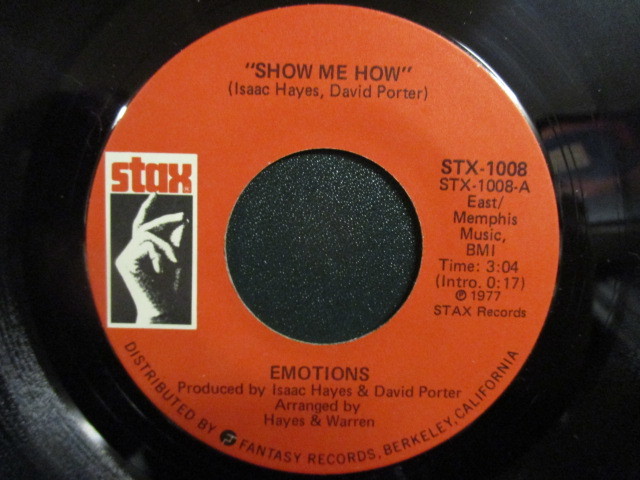 "SHOW ME HOW"
(Isaac Hayes, David Porter)
stax
STX-1008
STX-1008-A
East/
Memphis
Music,
BMI
Time: 3:04
(Intro. 0:17)
℗ 1977
STAX Records
EMOTIONS
Produced by Isaac Hayes & David Porter
Arranged by
Hayes & Warren
DISTRIBUTED BY FANTASY RECORDS, BERKELEY, CALIFORNIA